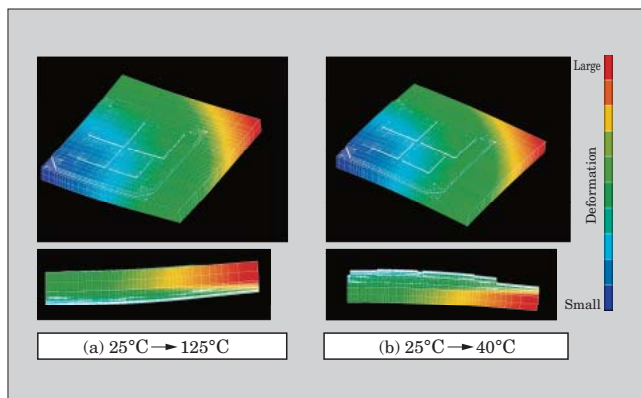 Large
Deformation
Small
(a) 25°C → 125°C
(b) 25°C → 40°C